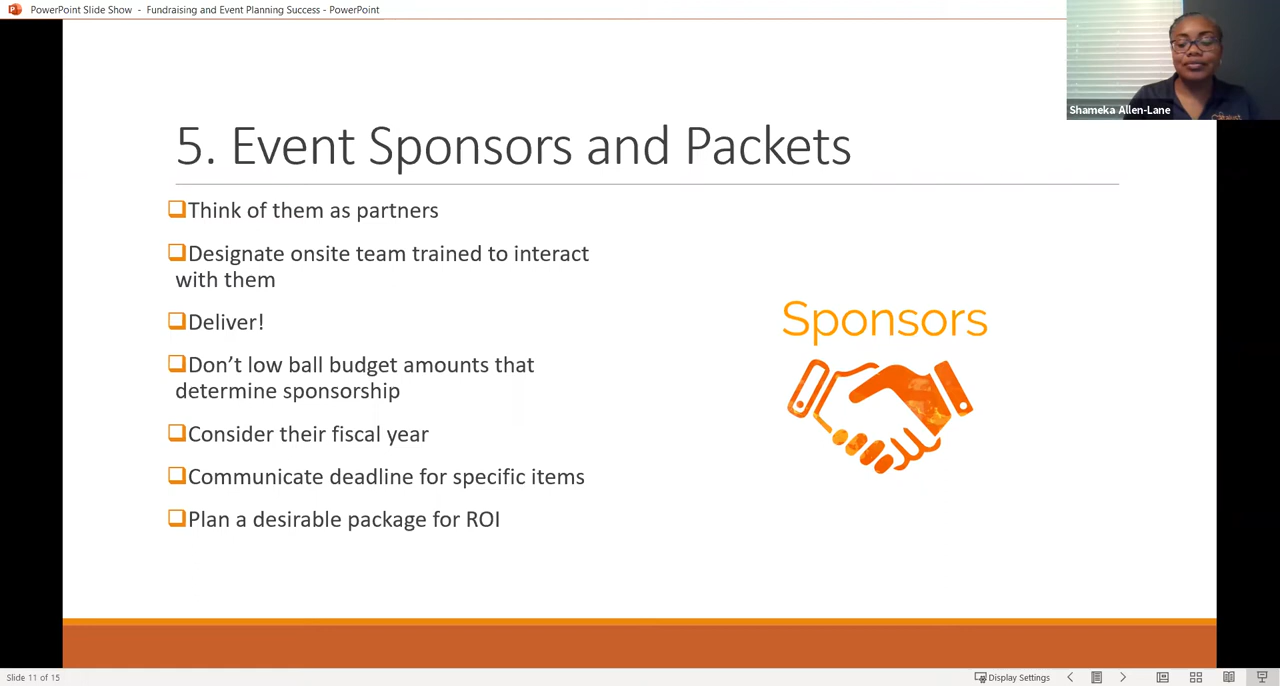 PowerPoint Slide Show - Fundraising and Event Planning Success - PowerPoint
Shameka Allen-Lane
5. Event Sponsors and Packets
Think of them as partners
Designate onsite team trained to interact
with them
Deliver!
Don’t low ball budget amounts that
determine sponsorship
Consider their fiscal year
Communicate deadline for specific items
Plan a desirable package for ROI
Sponsors
Slide 11 of 15
Display Settings